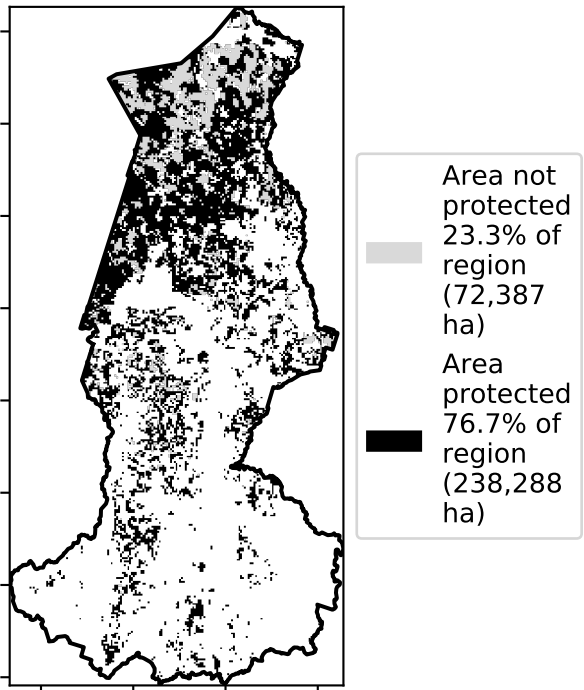 Area not
protected
23.3% of
region
(72,387
ha)
Area
protected
76.7% of
region
(238,288
ha)